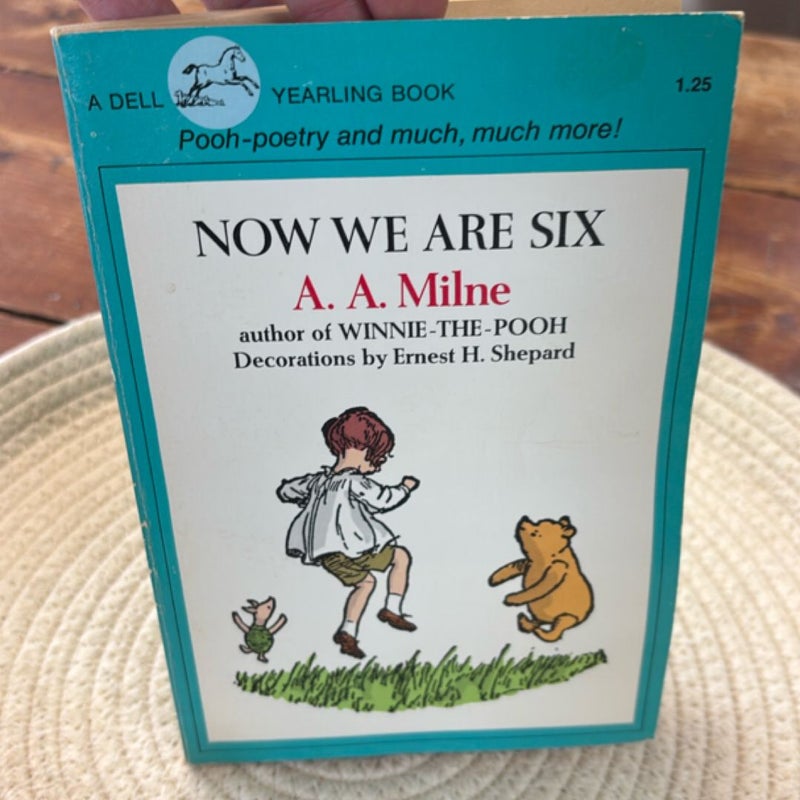 A DELL YEARLING BOOK 1.25
Pooh-poetry and much, much more!
NOW WE ARE SIX
A. A. Milne
author of WINNIE-THE-POOH
Decorations by Ernest H. Shepard